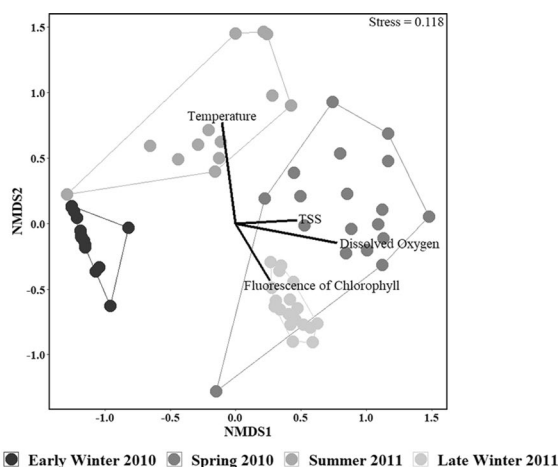 Stress = 0.118
1.5
1.0
Temperature
0.5
0.0
TSS
Dissolved Oxygen
-0.5
Fluorescence of Chlorophyll
-1.0
NMDS2
-1.0 -0.5 0.0 0.5 1.0 1.5
NMDS1
Early Winter 2010 Spring 2010 Summer 2011 Late Winter 2011